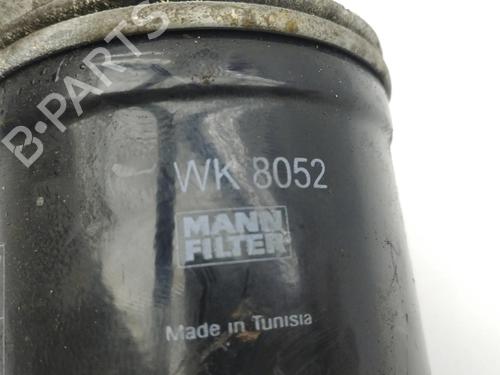 B-PARTS
WK 8052
MANN
FILTER
Made in Tunisia